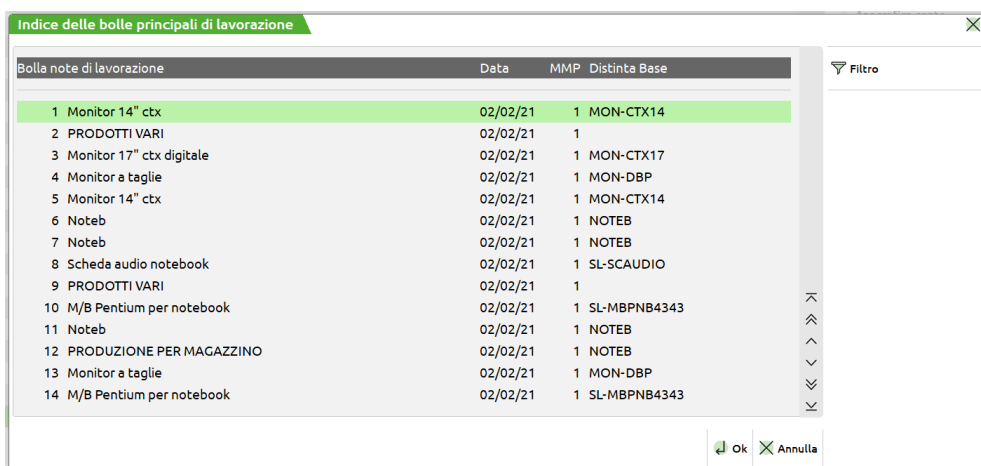 Indice delle bolle principali di lavorazione
Bolla note di lavorazione Data MMP Distinta Base
Filtro
1 Monitor 14" ctx 02/02/21 1 MON-CTX14
2 PRODOTTI VARI 02/02/21 1
3 Monitor 17" ctx digitale 02/02/21 1 MON-CTX17
4 Monitor a taglie 02/02/21 1 MON-DBP
5 Monitor 14" ctx 02/02/21 1 MON-CTX14
6 Noteb 02/02/21 1 NOTEB
7 Noteb 02/02/21 1 NOTEB
8 Scheda audio notebook 02/02/21 1 SL-SCAUDIO
9 PRODOTTI VARI 02/02/21 1
10 M/B Pentium per notebook 02/02/21 1 SL-MBPNB4343
11 Noteb 02/02/21 1 NOTEB
12 PRODUZIONE PER MAGAZZINO 02/02/21 1 NOTEB
13 Monitor a taglie 02/02/21 1 MON-DBP
14 M/B Pentium per notebook 02/02/21 1 SL-MBPNB4343
Ok Annulla